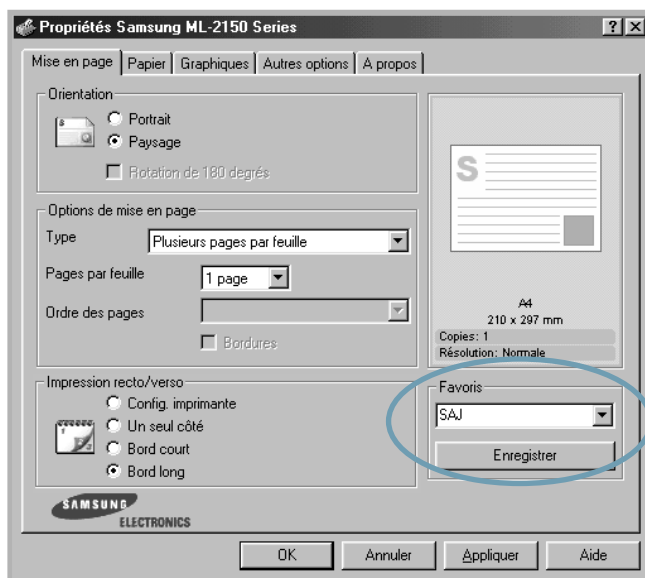 Propriétés Samsung ML-2150 Series
Mise en page Papier Graphiques Autres options A propos
Orientation
Portrait
Paysage
Rotation de 180 degrés
Options de mise en page
Type Plusieurs pages par feuille
Pages par feuille 1 page
Ordre des pages
Bordures
Impression recto/verso
Config. imprimante
Un seul côté
Bord court
Bord long
S
S
A4
210 x 297 mm
Copies: 1
Résolution: Normale
Favoris
SAJ
Enregistrer
SAMSUNG
ELECTRONICS
OK Annuler Appliquer Aide